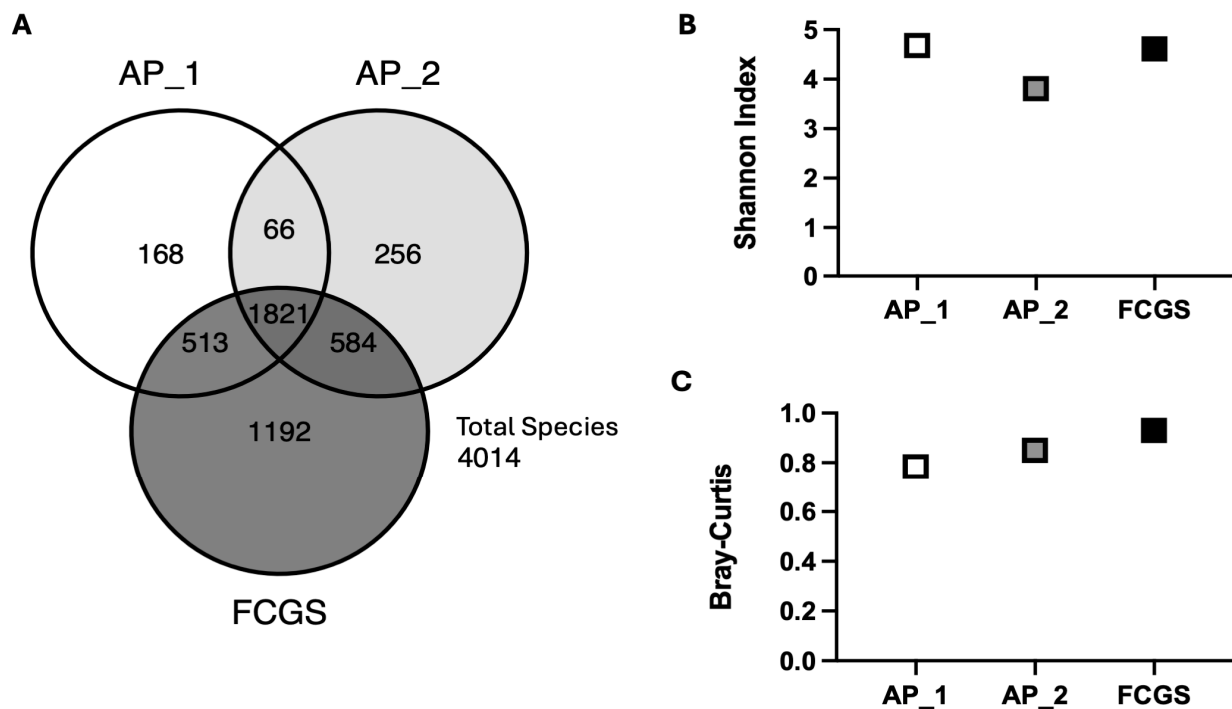 A
AP_1
AP_2
168
66
256
1821
513
584
1192
Total Species
4014
FCGS
B
Shannon Index
5
4
3
2
1
0
AP_1
AP_2
FCGS
C
Bray-Curtis
1.0
0.8
0.6
0.4
0.2
0.0
AP_1
AP_2
FCGS